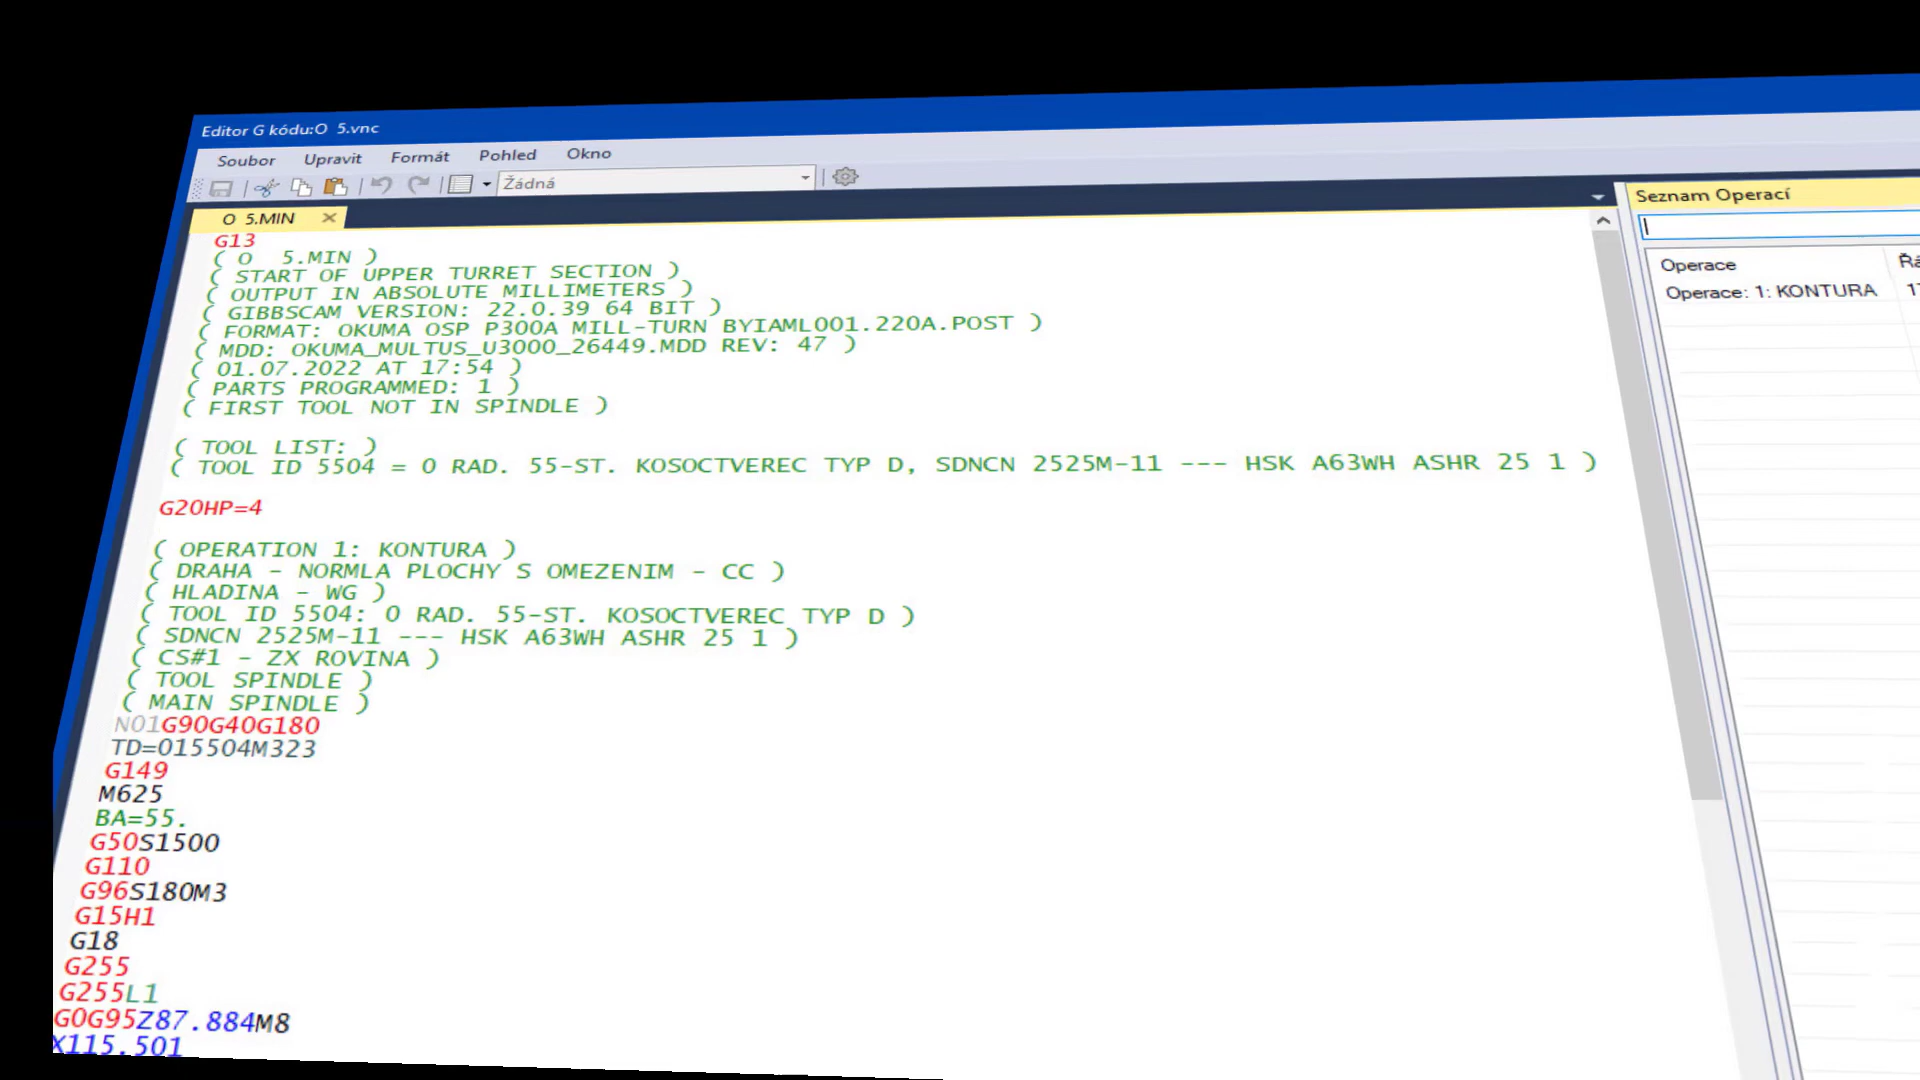 Editor G kódu:O 5.vnc
Soubor Upravit Formát Pohled Okno
Žádná
O 5.MIN
Seznam Operací
Operace
Operace: 1: KONTURA
G13
( O 5.MIN )
( START OF UPPER TURRET SECTION )
( OUTPUT IN ABSOLUTE MILLIMETERS )
( GIBBSCAM VERSION: 22.0.39 64 BIT )
( FORMAT: OKUMA OSP P300A MILL-TURN BYIAML001.220A.POST )
( MDD: OKUMA_MULTUS_U3000_26449.MDD REV: 47 )
( 01.07.2022 AT 17:54 )
( PARTS PROGRAMMED: 1 )
( FIRST TOOL NOT IN SPINDLE )
( TOOL LIST: )
( TOOL ID 5504 = 0 RAD. 55-ST. KOSOCTVEREC TYP D, SDNCN 2525M-11 --- HSK A63WH ASHR 25 1 )
G20HP=4
( OPERATION 1: KONTURA )
( DRAHA - NORMLA PLOCHY S OMEZENIM - CC )
( HLADINA - WG )
( TOOL ID 5504: 0 RAD. 55-ST. KOSOCTVEREC TYP D )
( SDNCN 2525M-11 --- HSK A63WH ASHR 25 1 )
( CS#1 - ZX ROVINA )
( TOOL SPINDLE )
( MAIN SPINDLE )
N01G90G40G180
TD=015504M323
G149
M625
BA=55.
G50S1500
G110
G96S180M3
G15H1
G18
G255
G255L1
G0G95Z87.884M8
X115.501